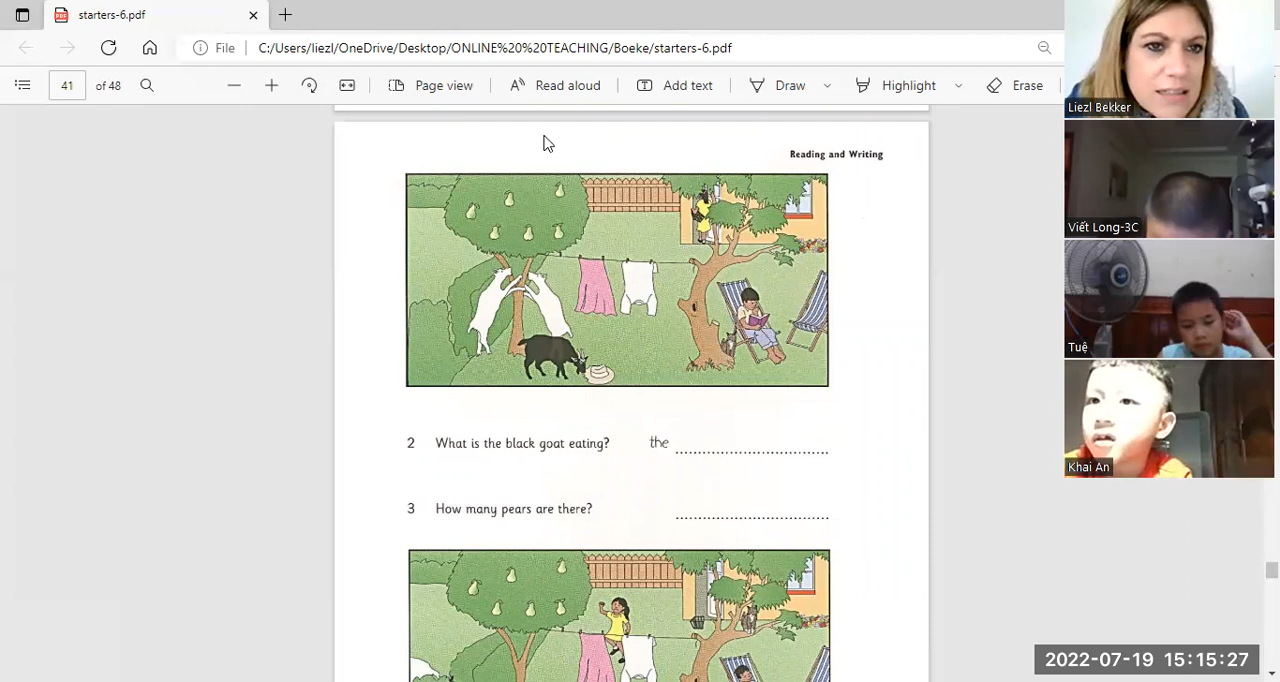 starters-6.pdf
File C:/Users/liezl/OneDrive/Desktop/ONLINE%20%20TEACHING/Boeke/starters-6.pdf
41 of 48 Page view Read aloud Add text Draw Highlight Erase
Reading and Writing
2 What is the black goat eating? the
3 How many pears are there?
Liezl Bekker
Viết Long-3C
Tuệ
Khai An
2022-07-19 15:15:27